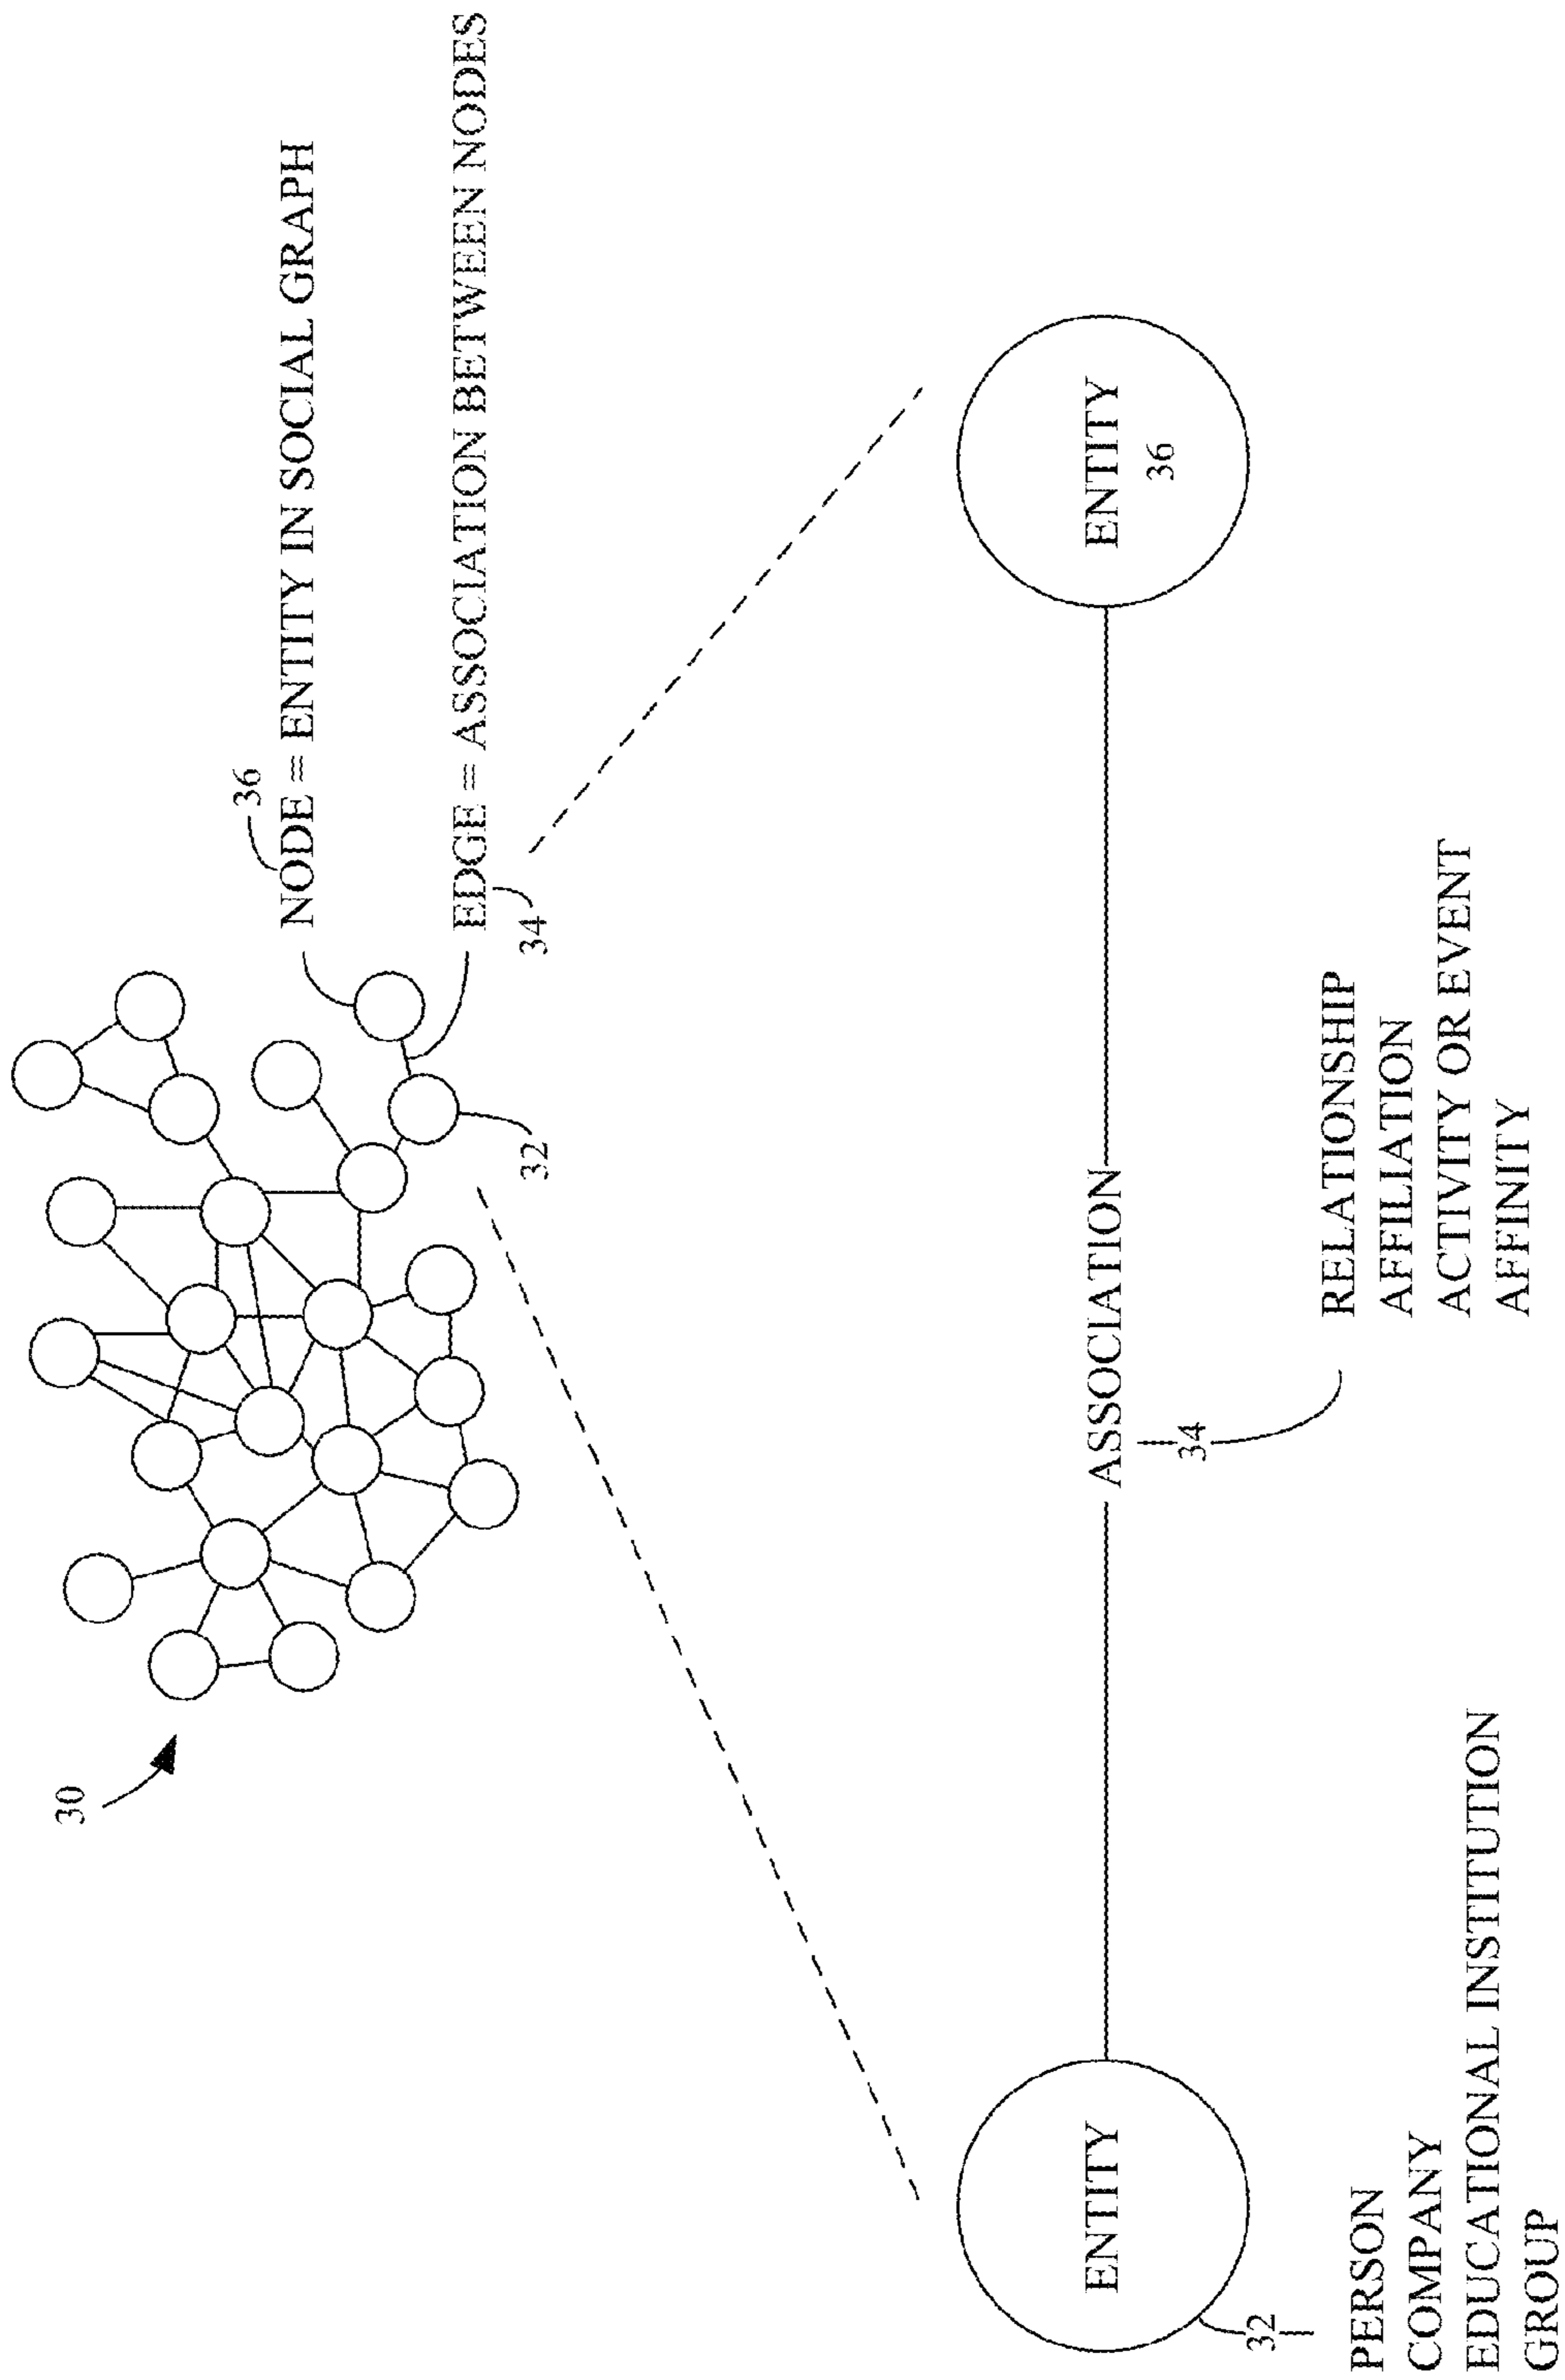 30
36
NODE = ENTITY IN SOCIAL GRAPH
EDGE = ASSOCIATION BETWEEN NODES
34
32
ENTITY
ASSOCIATION
ENTITY
36
32
34
PERSON
COMPANY
EDUCATIONAL INSTITUTION
GROUP
RELATIONSHIP
AFFILIATION
ACTIVITY OR EVENT
AFFINITY